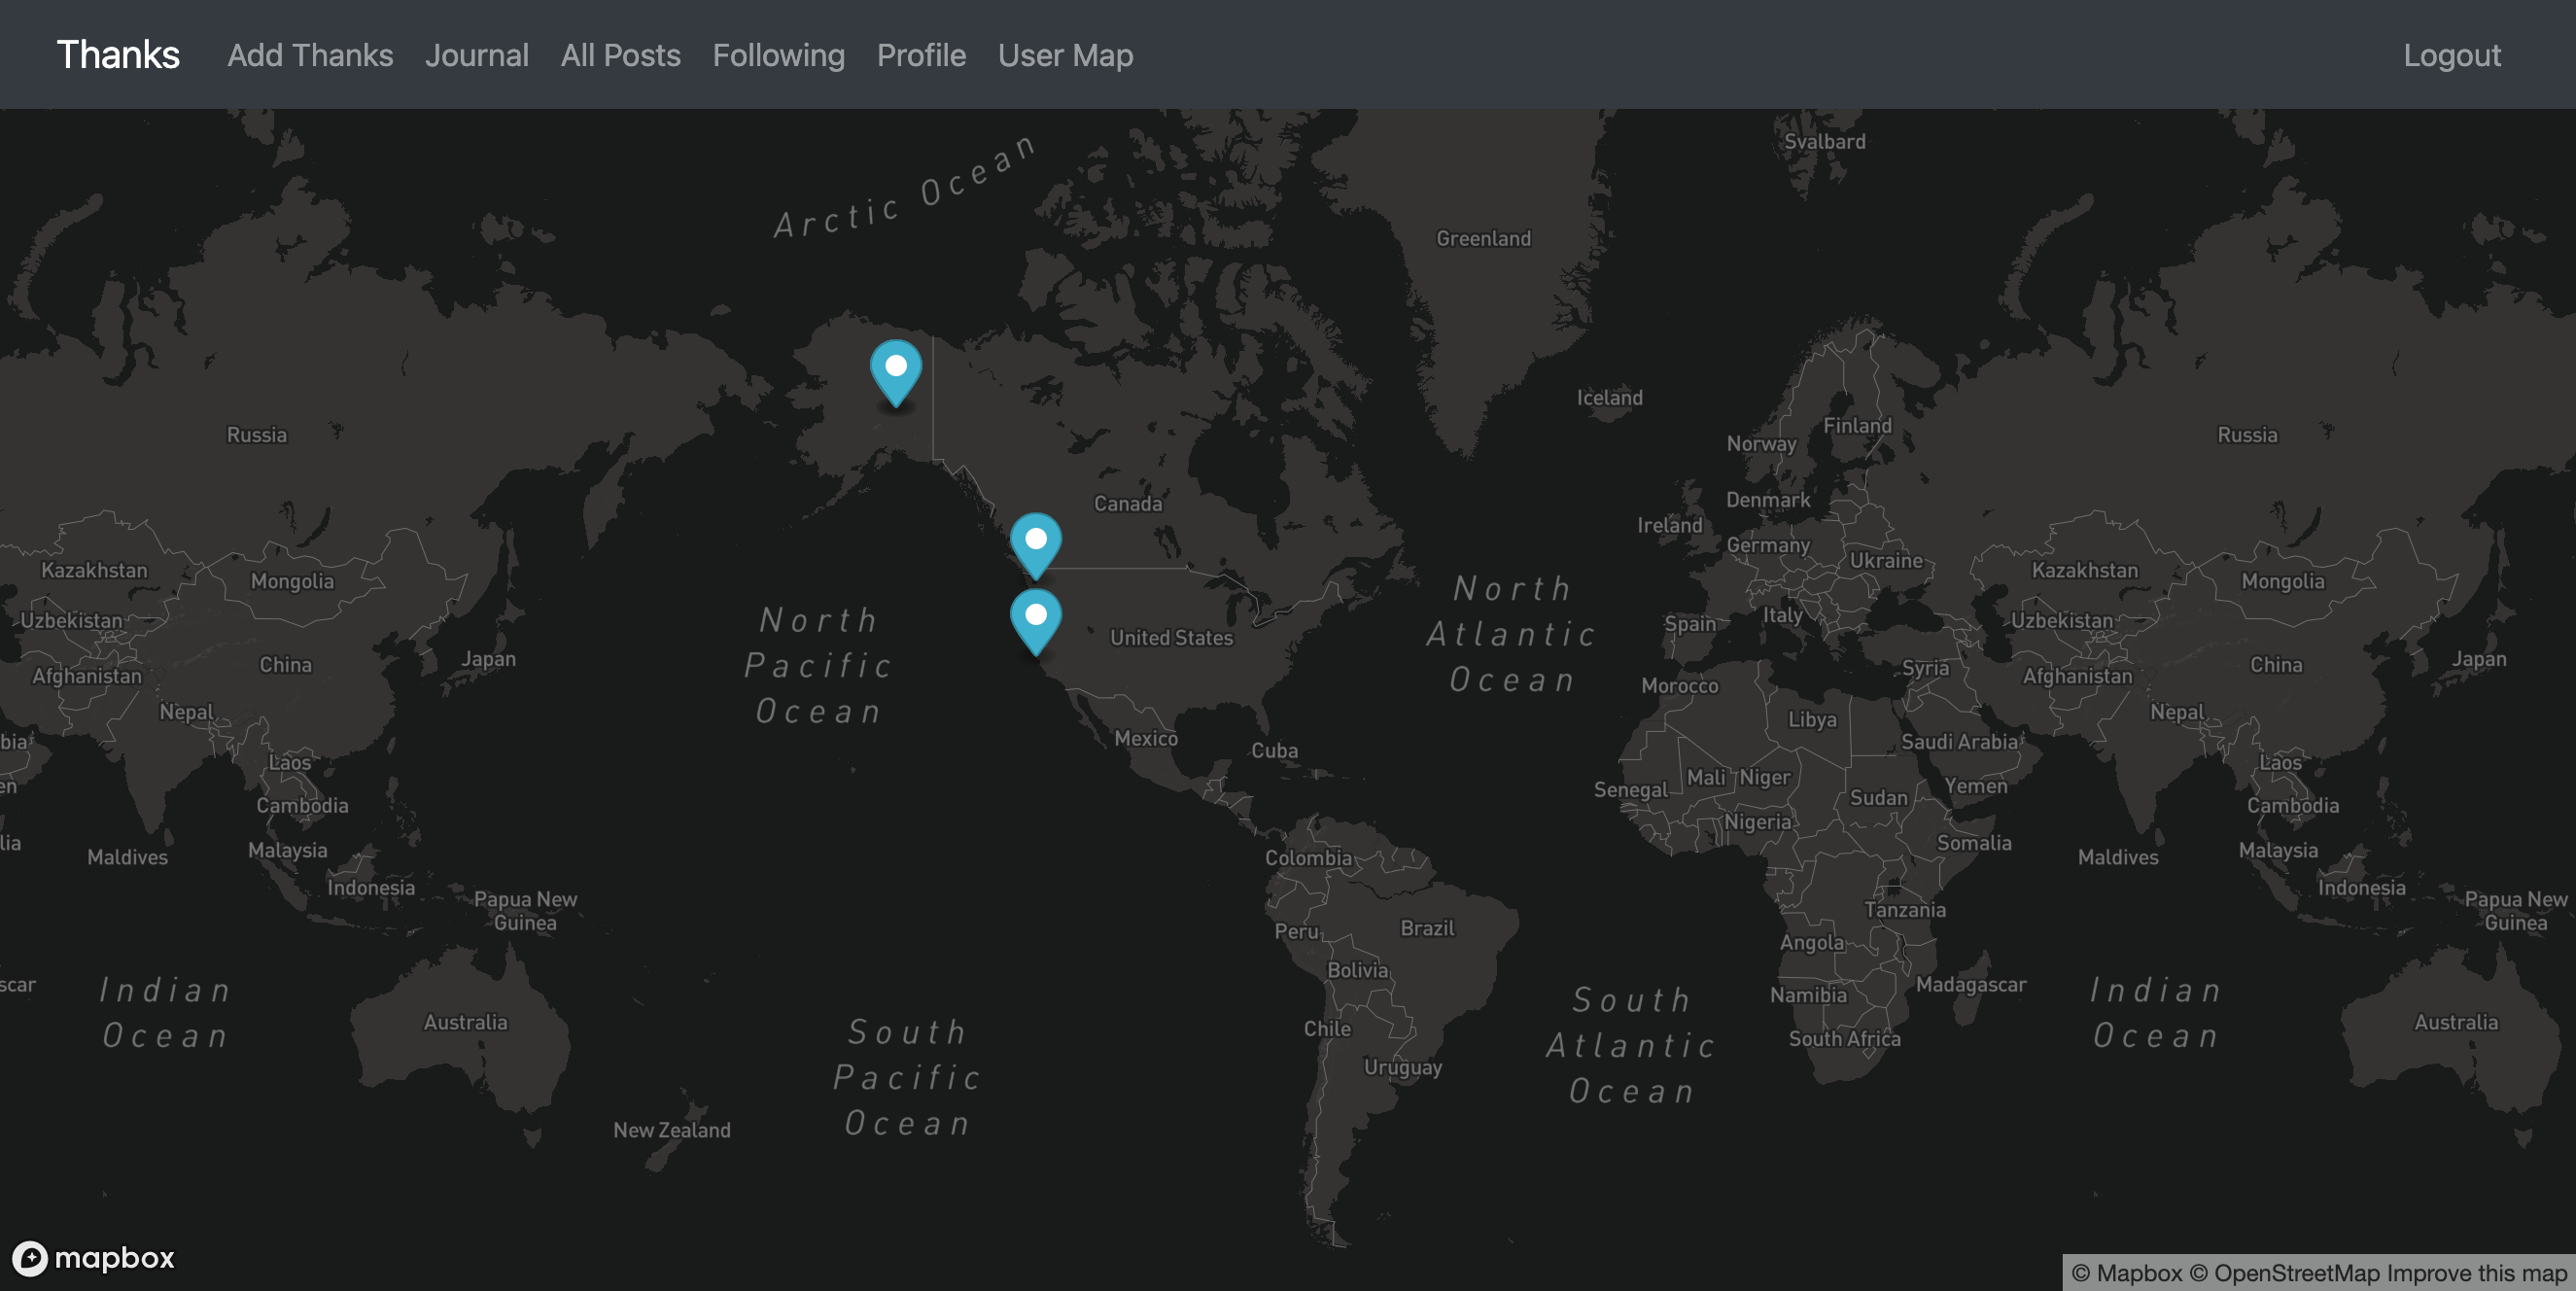 Thanks Add Thanks Journal All Posts Following Profile User Map Logout
Svalbard
Arctic Ocean
Greenland
Iceland
Finland
Norway
Russia
Russia
Canada
Denmark
Ireland
Germany
Ukraine
Kazakhstan
Mongolia
Kazakhstan
Mongolia
North
Pacific
Ocean
North
Atlantic
Ocean
Uzbekistan
Italy
Spain
Uzbekistan
United States
Japan
China
Afghanistan
Syria
Morocco
Afghanistan
China
Japan
Nepal
Libya
Nepal
Mexico
Cuba
bia
Saudi Arabia
Laos
Laos
Mali
Niger
Senegal
en
Yemen
Cambodia
Sudan
Cambodia
Nigeria
lia
Somalia
Maldives
Malaysia
Colombia
Maldives
Malaysia
Indonesia
Indonesia
Papua New
Guinea
Papua New
Guinea
Tanzania
Peru
Brazil
Angola
Bolivia
scar
Madagascar
Namibia
Indian
Ocean
Indian
Ocean
Australia
Australia
South
Pacific
Ocean
South
Atlantic
Ocean
Chile
South Africa
Uruguay
New Zealand
mapbox
© Mapbox © OpenStreetMap Improve this map